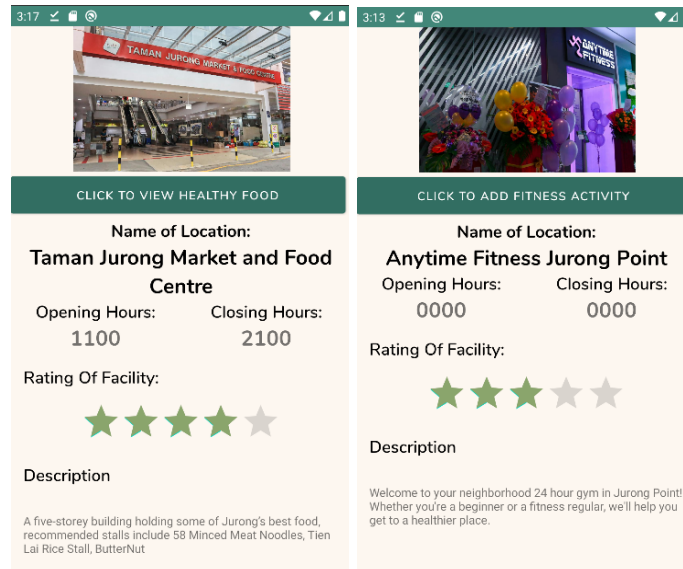 3:17
TAMAN JURONG MARKET & FOOD CENTRE
CLICK TO VIEW HEALTHY FOOD
Name of Location:
Taman Jurong Market and Food
Centre
Opening Hours: Closing Hours:
1100 2100
Rating Of Facility:
Description
A five-storey building holding some of Jurong's best food,
recommended stalls include 58 Minced Meat Noodles, Tien
Lai Rice Stall, ButterNut
3:13
ANYTIME
FITNESS
CLICK TO ADD FITNESS ACTIVITY
Name of Location:
Anytime Fitness Jurong Point
Opening Hours: Closing Hours:
0000 0000
Rating Of Facility:
Description
Welcome to your neighborhood 24 hour gym in Jurong Point!
Whether you're a beginner or a fitness regular, we'll help you
get to a healthier place.